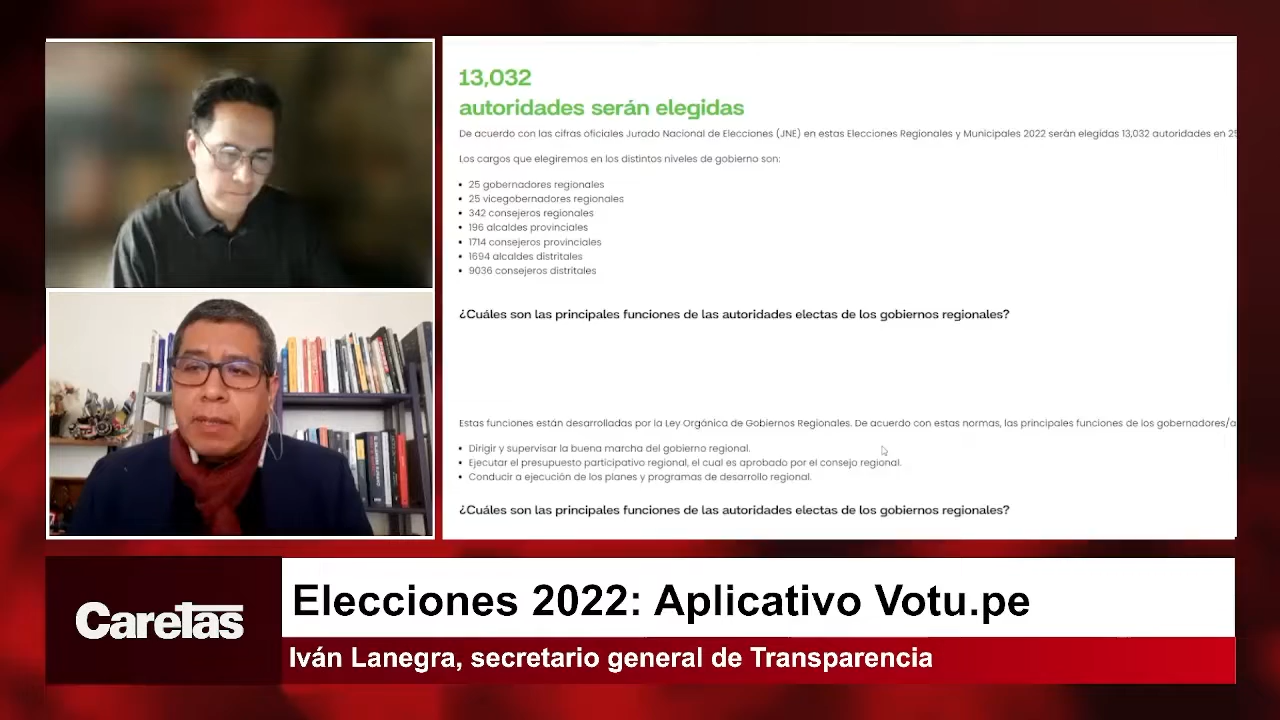 13,032
autoridades serán elegidas
De acuerdo con las cifras oficiales Jurado Nacional de Elecciones (JNE) en estas Elecciones Regionales y Municipales 2022 serán elegidas 13,032 autoridades en 25
Los cargos que elegiremos en los distintos niveles de gobierno son:
• 25 gobernadores regionales
• 25 vicegobernadores regionales
• 342 consejeros regionales
• 196 alcaldes provinciales
• 1714 consejeros provinciales
• 1694 alcaldes distritales
• 9036 consejeros distritales
¿Cuáles son las principales funciones de las autoridades electas de los gobiernos regionales?
Estas funciones están desarrolladas por la Ley Orgánica de Gobiernos Regionales. De acuerdo con estas normas, las principales funciones de los gobernadores/a
• Dirigir y supervisar la buena marcha del gobierno regional.
• Ejecutar el presupuesto participativo regional, el cual es aprobado por el consejo regional.
• Conducir a ejecución de los planes y programas de desarrollo regional.
¿Cuáles son las principales funciones de las autoridades electas de los gobiernos regionales?
Caretas
Elecciones 2022: Aplicativo Votu.pe
Iván Lanegra, secretario general de Transparencia